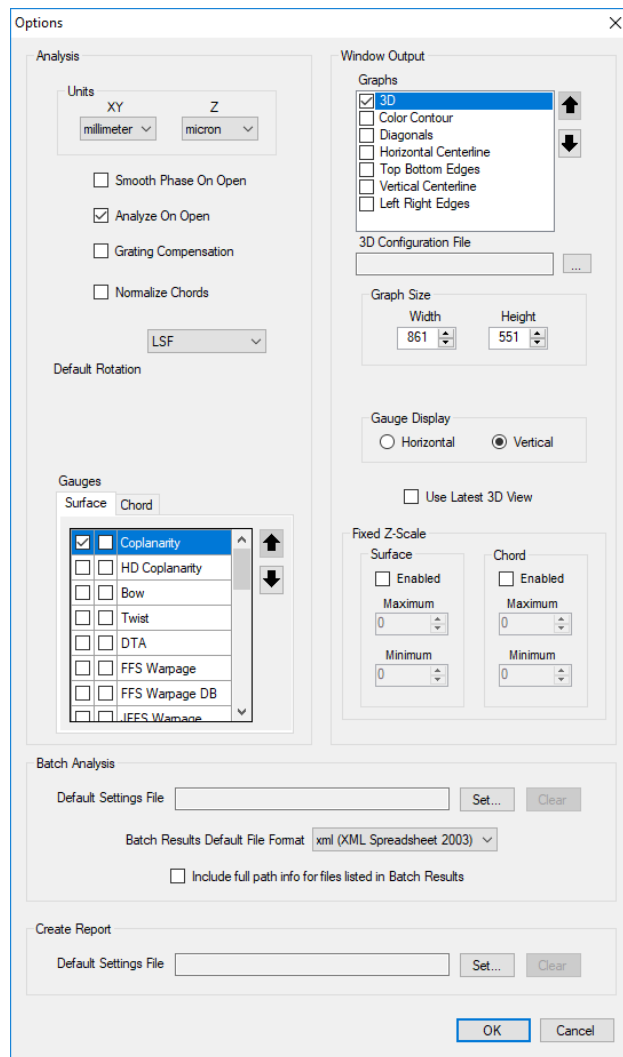 Options
Analysis
Units
XY
Z
millimeter
micron
Smooth Phase On Open
Analyze On Open
Grating Compensation
Normalize Chords
LSF
Default Rotation
Gauges
Surface
Chord
Coplanarity
HD Coplanarity
Bow
Twist
DTA
FFS Warpage
FFS Warpage DB
JFFS Warpage
Window Output
Graphs
3D
Color Contour
Diagonals
Horizontal Centerline
Top Bottom Edges
Vertical Centerline
Left Right Edges
3D Configuration File
...
Graph Size
Width
Height
861
551
Gauge Display
Horizontal
Vertical
Use Latest 3D View
Fixed Z-Scale
Surface
Enabled
Maximum
0
Minimum
0
Chord
Enabled
Maximum
0
Minimum
0
Batch Analysis
Default Settings File
Set...
Clear
Batch Results Default File Format
xml (XML Spreadsheet 2003)
Include full path info for files listed in Batch Results
Create Report
Default Settings File
Set...
Clear
OK
Cancel